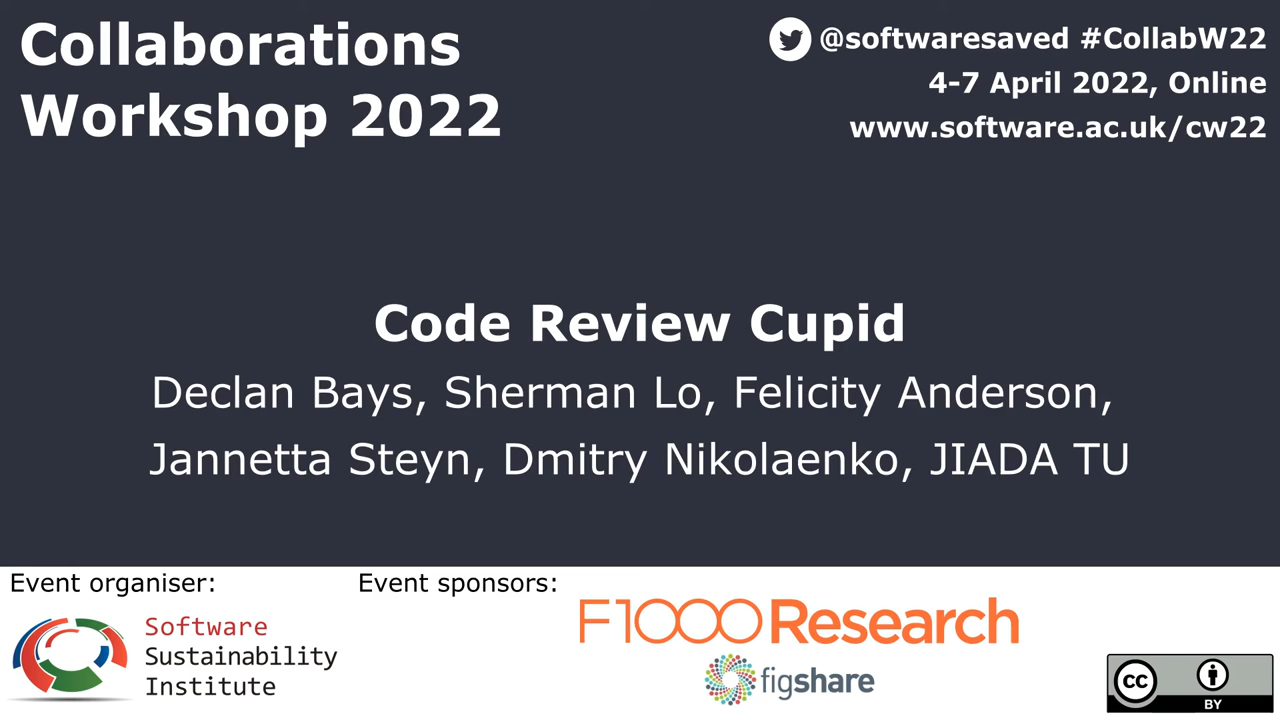 Collaborations
Workshop 2022
@softwaresaved #CollabW22
4-7 April 2022, Online
www.software.ac.uk/cw22
Code Review Cupid
Declan Bays, Sherman Lo, Felicity Anderson,
Jannetta Steyn, Dmitry Nikolaenko, JIADA TU
Event organiser:
Software
Sustainability
Institute
Event sponsors:
F1000Research
figshare
CC
BY